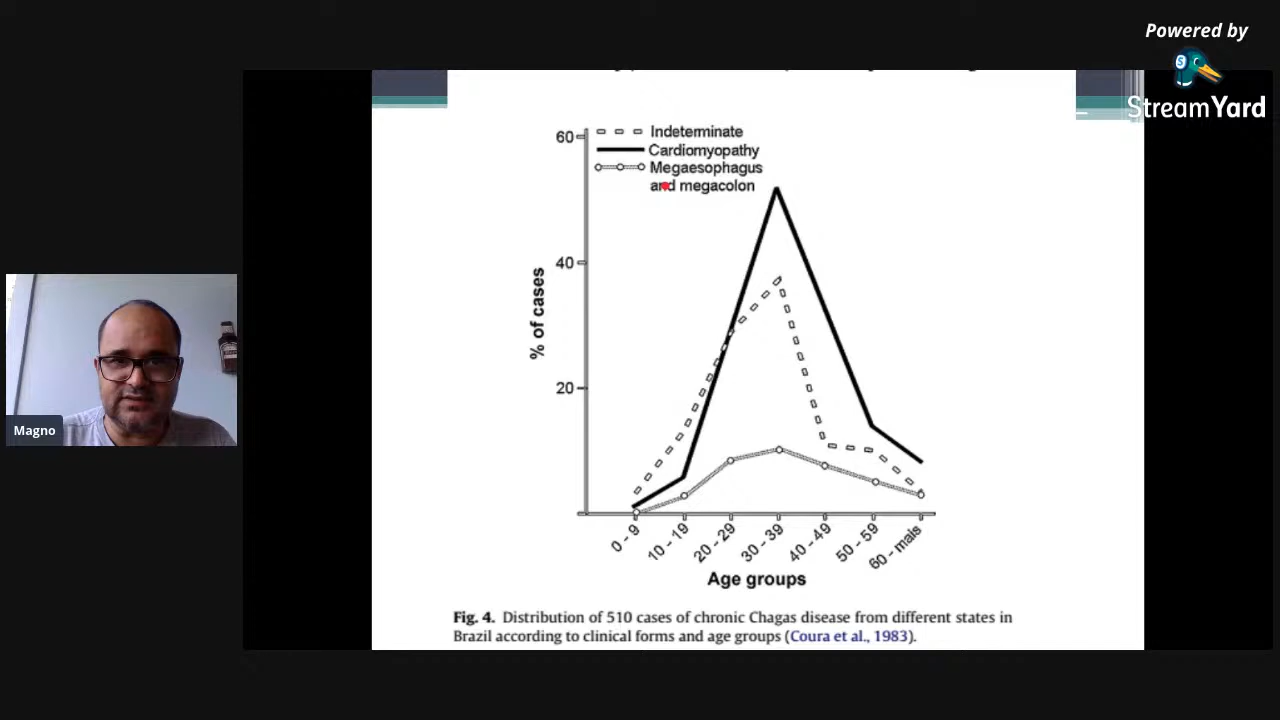 Powered by
StreamYard
60
Indeterminate
Cardiomyopathy
Megaesophagus
and megacolon
40
20
% of cases
0 - 9
10 - 19
20 - 29
30 - 39
40 - 49
50 - 59
60 - mais
Age groups
Fig. 4. Distribution of 510 cases of chronic Chagas disease from different states in
Brazil according to clinical forms and age groups (Coura et al., 1983).
Magno